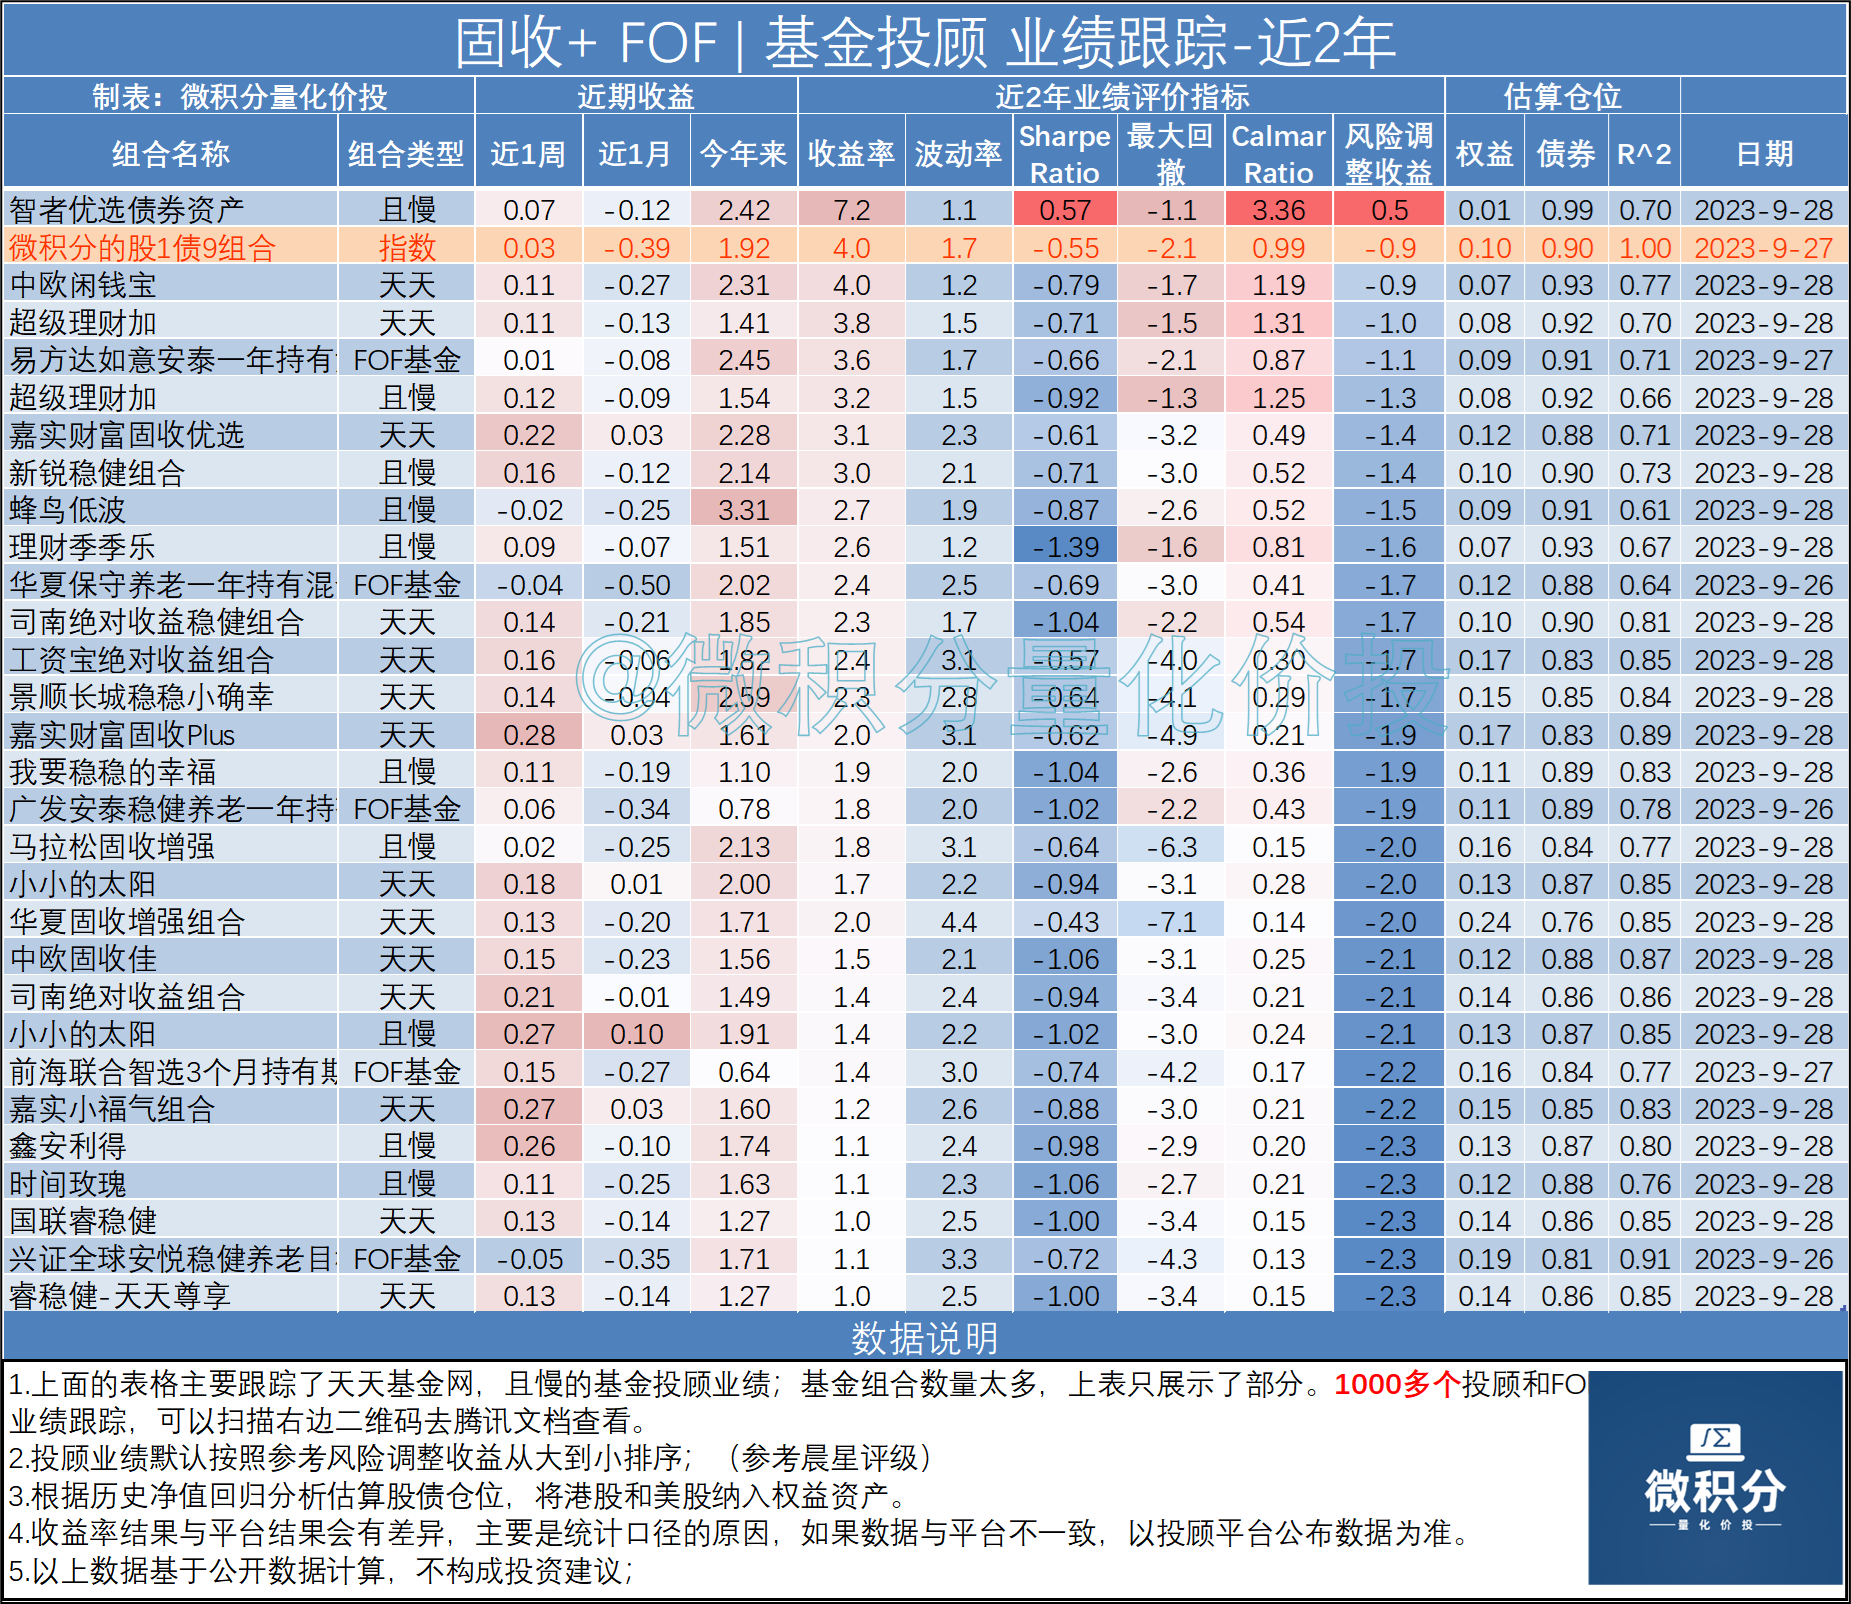 固收+ FOF | 基金投顾 业绩跟踪-近2年
制表：微积分量化价投 近期收益 近2年业绩评价指标 估算仓位
组合名称 组合类型 近1周 近1月 今年来 收益率 波动率 Sharpe Ratio 最大回撤 Calmar Ratio 风险调整收益 权益 债券 R^2 日期
智者优选债券资产 且慢 0.07 -0.12 2.42 7.2 1.1 0.57 -1.1 3.36 0.5 0.01 0.99 0.70 2023-9-28
微积分的股1债9组合 指数 0.03 -0.39 1.92 4.0 1.7 -0.55 -2.1 0.99 -0.9 0.10 0.90 1.00 2023-9-27
中欧闲钱宝 天天 0.11 -0.27 2.31 4.0 1.2 -0.79 -1.7 1.19 -0.9 0.07 0.93 0.77 2023-9-28
超级理财加 天天 0.11 -0.13 1.41 3.8 1.5 -0.71 -1.5 1.31 -1.0 0.08 0.92 0.70 2023-9-28
易方达如意安泰一年持有 FOF基金 0.01 -0.08 2.45 3.6 1.7 -0.66 -2.1 0.87 -1.1 0.09 0.91 0.71 2023-9-27
超级理财加 且慢 0.12 -0.09 1.54 3.2 1.5 -0.92 -1.3 1.25 -1.3 0.08 0.92 0.66 2023-9-28
嘉实财富固收优选 天天 0.22 0.03 2.28 3.1 2.3 -0.61 -3.2 0.49 -1.4 0.12 0.88 0.71 2023-9-28
新锐稳健组合 且慢 0.16 -0.12 2.14 3.0 2.1 -0.71 -3.0 0.52 -1.4 0.10 0.90 0.73 2023-9-28
蜂鸟低波 且慢 -0.02 -0.25 3.31 2.7 1.9 -0.87 -2.6 0.52 -1.5 0.09 0.91 0.61 2023-9-28
理财季季乐 且慢 0.09 -0.07 1.51 2.6 1.2 -1.39 -1.6 0.81 -1.6 0.07 0.93 0.67 2023-9-28
华夏保守养老一年持有混 FOF基金 -0.04 -0.50 2.02 2.4 2.5 -0.69 -3.0 0.41 -1.7 0.12 0.88 0.64 2023-9-26
司南绝对收益稳健组合 天天 0.14 -0.21 1.85 2.3 1.7 -1.04 -2.2 0.54 -1.7 0.10 0.90 0.81 2023-9-28
工资宝绝对收益组合 天天 0.16 -0.06 1.82 2.4 3.1 -0.57 -4.0 0.30 -1.7 0.17 0.83 0.85 2023-9-28
@微积分量化价投
景顺长城稳稳小确幸 天天 0.14 -0.04 2.59 2.3 2.8 -0.64 -4.1 0.29 -1.7 0.15 0.85 0.84 2023-9-28
嘉实财富固收Plus 天天 0.28 0.03 1.61 2.0 3.1 -0.62 -4.9 0.21 -1.9 0.17 0.83 0.89 2023-9-28
我要稳稳的幸福 且慢 0.11 -0.19 1.10 1.9 2.0 -1.04 -2.6 0.36 -1.9 0.11 0.89 0.83 2023-9-28
广发安泰稳健养老一年持 FOF基金 0.06 -0.34 0.78 1.8 2.0 -1.02 -2.2 0.43 -1.9 0.11 0.89 0.78 2023-9-26
马拉松固收增强 且慢 0.02 -0.25 2.13 1.8 3.1 -0.64 -6.3 0.15 -2.0 0.16 0.84 0.77 2023-9-28
小小的太阳 天天 0.18 0.01 2.00 1.7 2.2 -0.94 -3.1 0.28 -2.0 0.13 0.87 0.85 2023-9-28
华夏固收增强组合 天天 0.13 -0.20 1.71 2.0 4.4 -0.43 -7.1 0.14 -2.0 0.24 0.76 0.85 2023-9-28
中欧固收佳 天天 0.15 -0.23 1.56 1.5 2.1 -1.06 -3.1 0.25 -2.1 0.12 0.88 0.87 2023-9-28
司南绝对收益组合 天天 0.21 -0.01 1.49 1.4 2.4 -0.94 -3.4 0.21 -2.1 0.14 0.86 0.86 2023-9-28
小小的太阳 且慢 0.27 0.10 1.91 1.4 2.2 -1.02 -3.0 0.24 -2.1 0.13 0.87 0.85 2023-9-28
前海联合智选3个月持有期 FOF基金 0.15 -0.27 0.64 1.4 3.0 -0.74 -4.2 0.17 -2.2 0.16 0.84 0.77 2023-9-27
嘉实小福气组合 天天 0.27 0.03 1.60 1.2 2.6 -0.88 -3.0 0.21 -2.2 0.15 0.85 0.83 2023-9-28
鑫安利得 且慢 0.26 -0.10 1.74 1.1 2.4 -0.98 -2.9 0.20 -2.3 0.13 0.87 0.80 2023-9-28
时间玫瑰 且慢 0.11 -0.25 1.63 1.1 2.3 -1.06 -2.7 0.21 -2.3 0.12 0.88 0.76 2023-9-28
国联睿稳健 天天 0.13 -0.14 1.27 1.0 2.5 -1.00 -3.4 0.15 -2.3 0.14 0.86 0.85 2023-9-28
兴证全球安悦稳健养老目 FOF基金 -0.05 -0.35 1.71 1.1 3.3 -0.72 -4.3 0.13 -2.3 0.19 0.81 0.91 2023-9-26
睿稳健-天天尊享 天天 0.13 -0.14 1.27 1.0 2.5 -1.00 -3.4 0.15 -2.3 0.14 0.86 0.85 2023-9-28
数据说明
1.上面的表格主要跟踪了天天基金网，且慢的基金投顾业绩；基金组合数量太多，上表只展示了部分。1000多个投顾和FO
业绩跟踪，可以扫描右边二维码去腾讯文档查看。
2.投顾业绩默认按照参考风险调整收益从大到小排序；（参考晨星评级）
3.根据历史净值回归分析估算股债仓位，将港股和美股纳入权益资产。
4.收益率结果与平台结果会有差异，主要是统计口径的原因，如果数据与平台不一致，以投顾平台公布数据为准。
5.以上数据基于公开数据计算，不构成投资建议；
∫Σ
微积分
量化价投